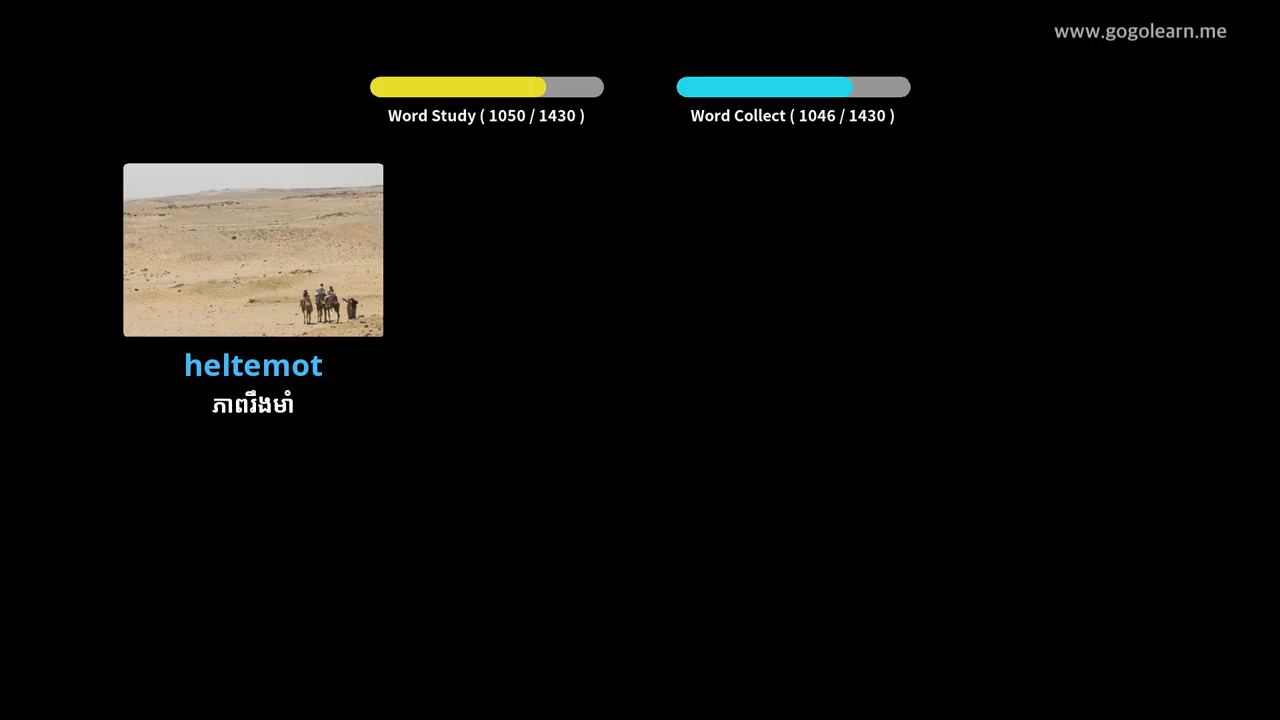 www.gogolearn.me
Word Study ( 1050 / 1430 )
Word Collect ( 1046 / 1430 )
heltemot
ភាពរឹងមាំ